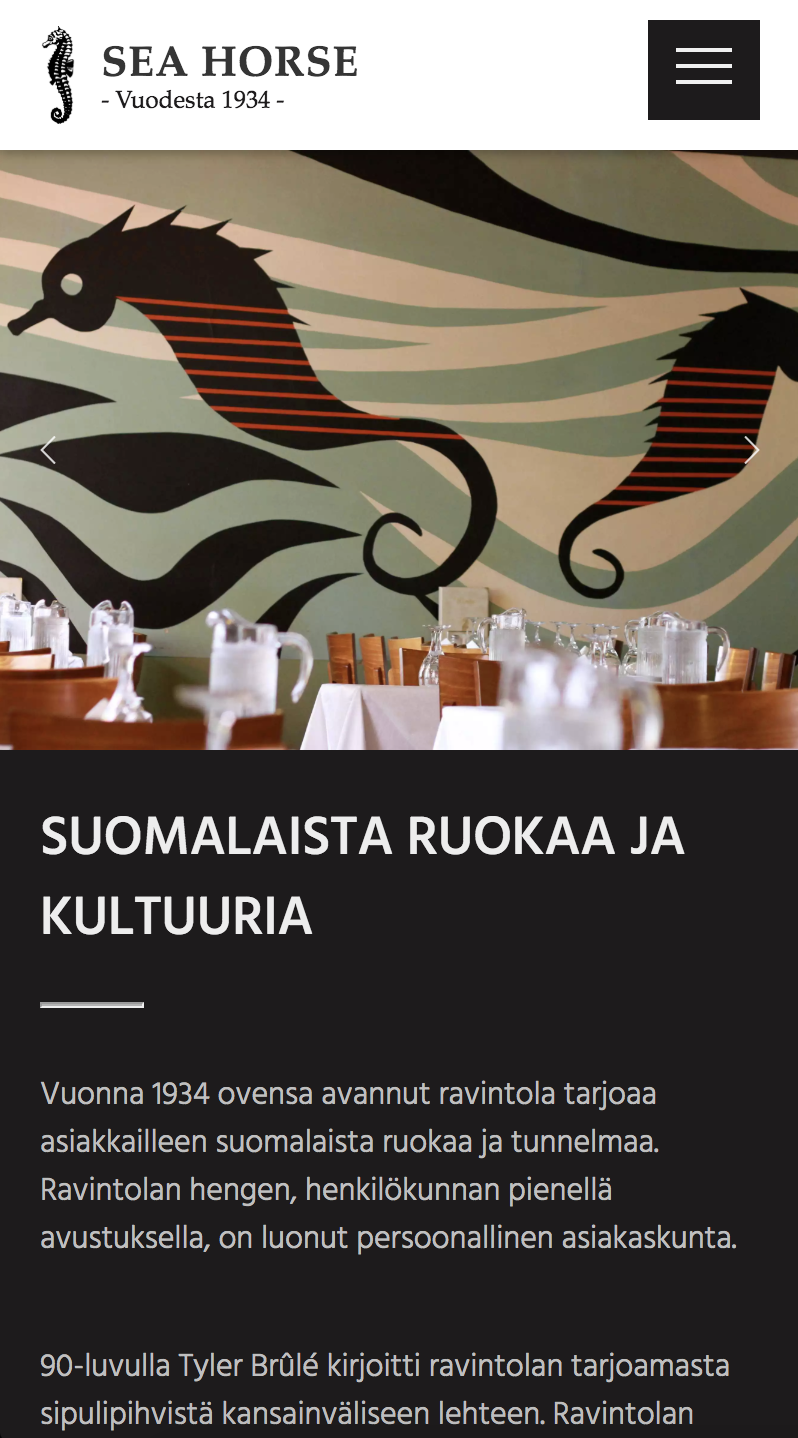 SEA HORSE
- Vuodesta 1934 -
SUOMALAISTA RUOKAA JA
KULTUURIA
Vuonna 1934 ovensa avannut ravintola tarjoaa
asiakkailleen suomalaista ruokaa ja tunnelmaa.
Ravintolan hengen, henkilökunnan pienellä
avustuksella, on luonut persoonallinen asiakaskunta.
90-luvulla Tyler Brûlé kirjoitti ravintolan tarjoamasta
sipulipihvistä kansainväliseen lehteen. Ravintolan